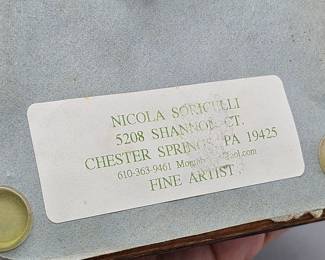 NICOLA SORICELLI
5208 SHANNON CT.
CHESTER SPRINGS, PA 19425
610-363-9461
FINE ARTIST